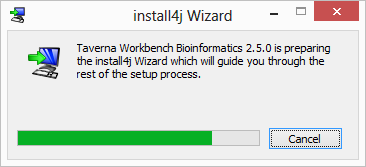 install4j Wizard
Taverna Workbench Bioinformatics 2.5.0 is preparing
the install4j Wizard which will guide you through the
rest of the setup process.
Cancel